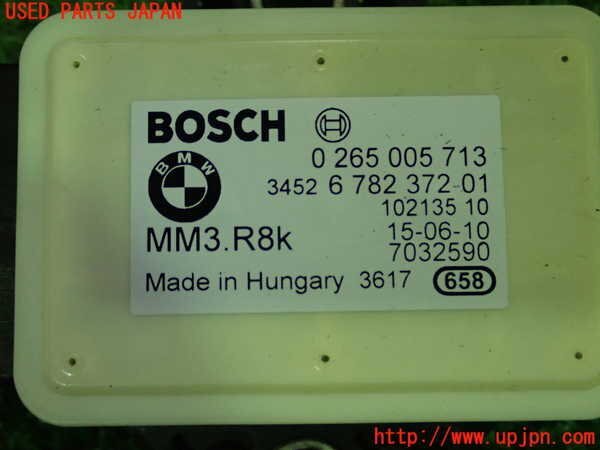 USED PARTS JAPAN
BOSCH
0 265 005 713
BMW
3452 6 782 372-01
102135 10
MM3.R8k
15-06-10
7032590
Made in Hungary 3617 658
http://www.upjpn.com/